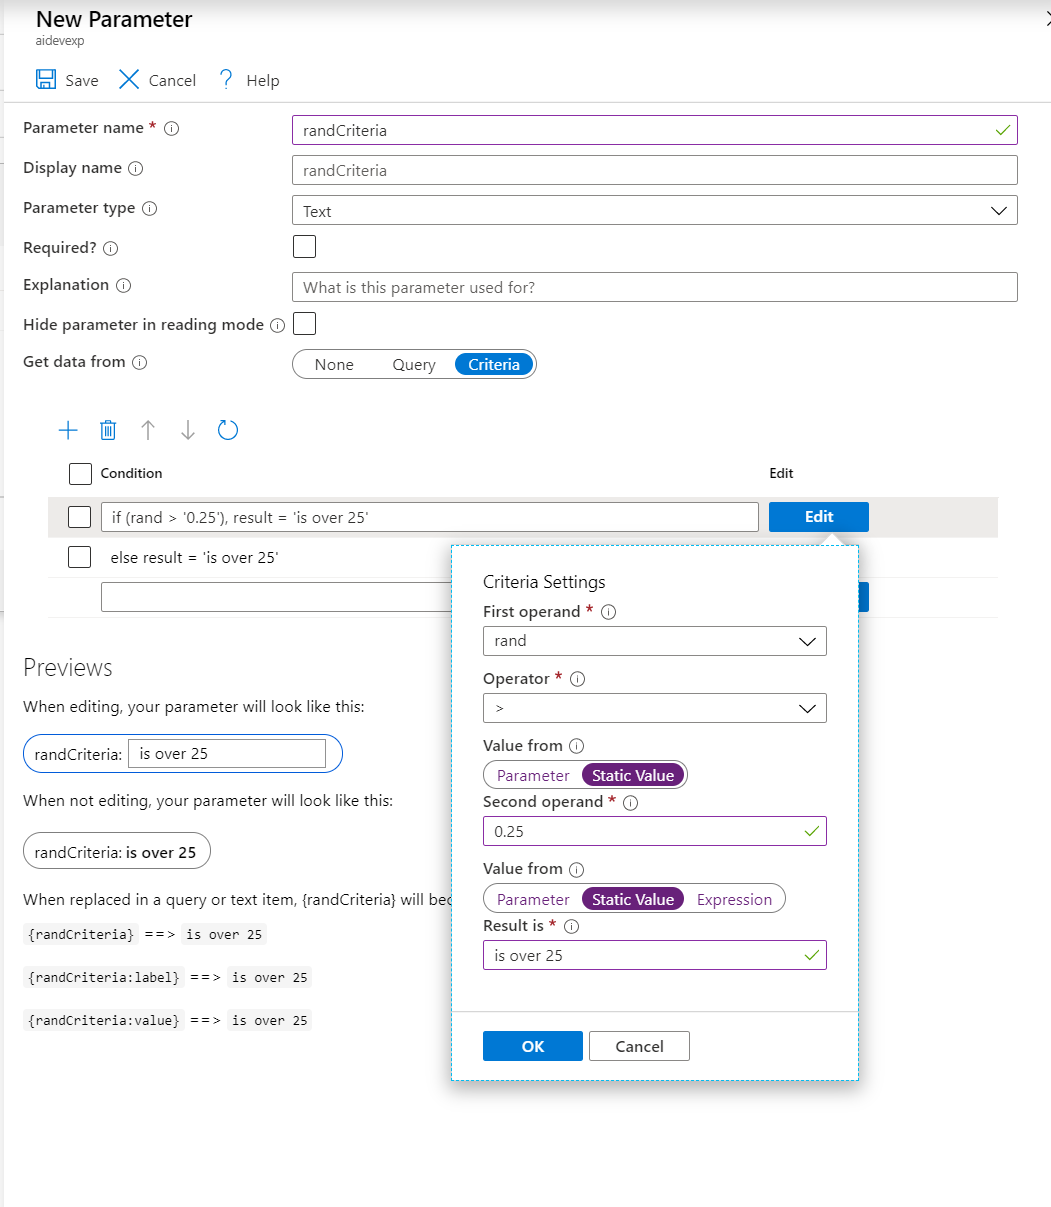 New Parameter
aidevexp
Save Cancel ? Help
Parameter name *
randCriteria
Display name
randCriteria
Parameter type
Text
Required?
Explanation
What is this parameter used for?
Hide parameter in reading mode
Get data from
None Query Criteria
Condition Edit
if (rand > '0.25'), result = 'is over 25' Edit
else result = 'is over 25'
Criteria Settings
First operand *
rand
Operator *
>
Value from
Parameter Static Value
Second operand *
0.25
Value from
Parameter Static Value Expression
Result is *
is over 25
OK Cancel
Previews
When editing, your parameter will look like this:
randCriteria: is over 25
When not editing, your parameter will look like this:
randCriteria: is over 25
When replaced in a query or text item, {randCriteria} will bec
{randCriteria} ==> is over 25
{randCriteria:label} ==> is over 25
{randCriteria:value} ==> is over 25